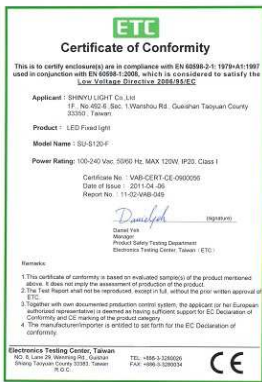 ETC
Certificate of Conformity
This is to certify enclosure(s) are in compliance with EN 60598-2-1: 1979+A1:1997
used in conjunction with EN 60598-1:2008, which is considered to satisfy the
Low Voltage Directive 2006/95/EC
Applicant : SHINYU LIGHT Co.,Ltd
1F., No.492-6 ,Sec. 1,Wanshou Rd., Gueishan Taoyuan County
33350 , Taiwan
Product : LED Fixed light
Model Name : SU-S120-F
Power Rating: 100-240 Vac, 50/60 Hz, MAX 120W, IP20, Class I
Certificate No. : VAB-CERT-CE-0900056
Date of Issue : 2011-04-06
Report No. : 11-02-VAB-049
Danielyeh (signature)
Daniel Yeh
Manager
Product Safety Testing Department
Electronics Testing Center, Taiwan ( ETC )
Remarks:
1.This certificate of conformity is based on evaluated sample(s) of the product mentioned
above. It does not imply the assessment of production of the product.
2.The Test Report shall not be reproduced, except in full, without the prior written approval of
ETC.
3.Together with own documented production control system, the applicant (or her European
authorized representative) is deemed as having sufficient support for EC Declaration of
Conformity and CE marking of the product category.
4. The manufacturer/importer is entitled to set forth for the EC Declaration of
conformity.
Electronics Testing Center, Taiwan
NO. 8, Lane 29, Wenming Rd., Guishan
Shiang Taoyuan County 33383, Taiwan
R.O.C.
TEL: +886-3-3280026
FAX: +886-3-3280034
CE